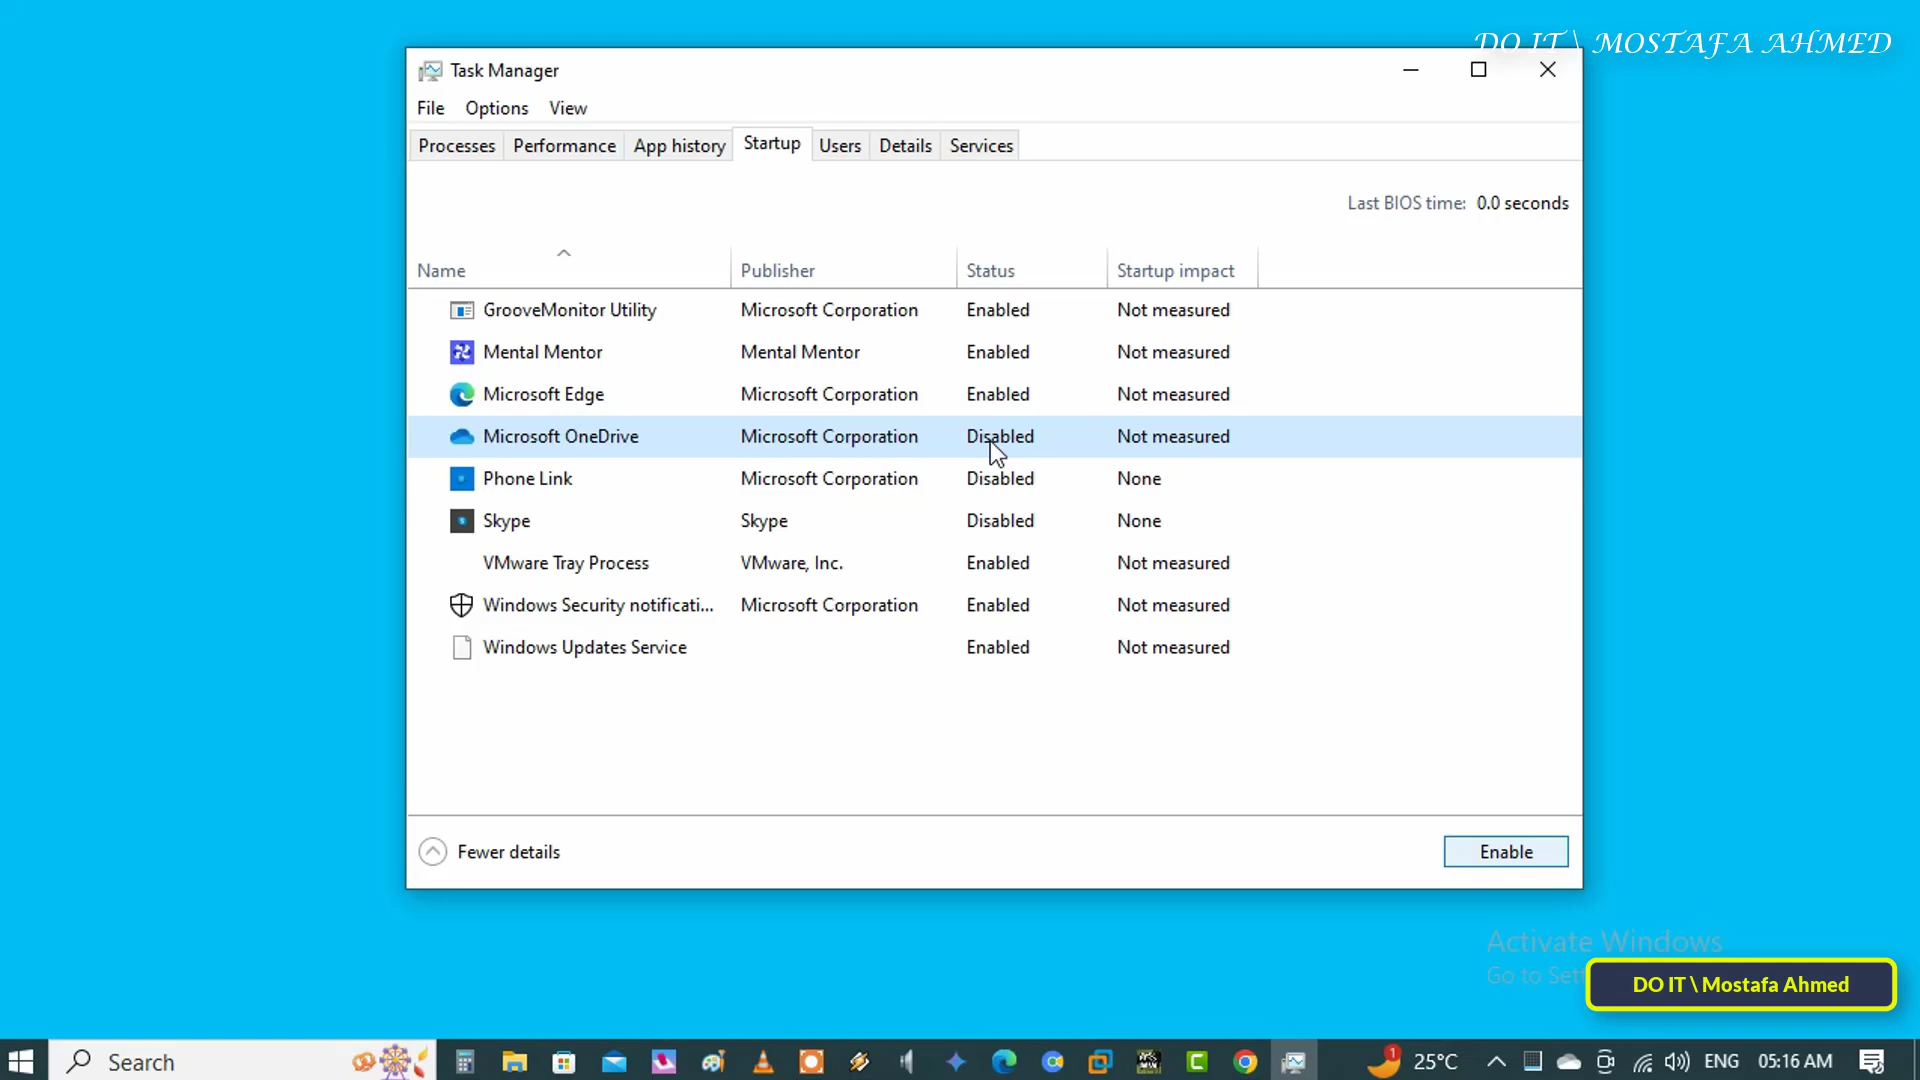 DO IT \ MOSTAFA AHMED
Task Manager
File Options View
Processes Performance App history Startup Users Details Services
Last BIOS time: 0.0 seconds
Name Publisher Status Startup impact
GrooveMonitor Utility Microsoft Corporation Enabled Not measured
Mental Mentor Mental Mentor Enabled Not measured
Microsoft Edge Microsoft Corporation Enabled Not measured
Microsoft OneDrive Microsoft Corporation Disabled Not measured
Phone Link Microsoft Corporation Disabled None
Skype Skype Disabled None
VMware Tray Process VMware, Inc. Enabled Not measured
Windows Security notificati... Microsoft Corporation Enabled Not measured
Windows Updates Service Enabled Not measured
Fewer details Enable
Activate Windows
Go to
DO IT \ Mostafa Ahmed
Search 1 25°C ENG 05:16 AM